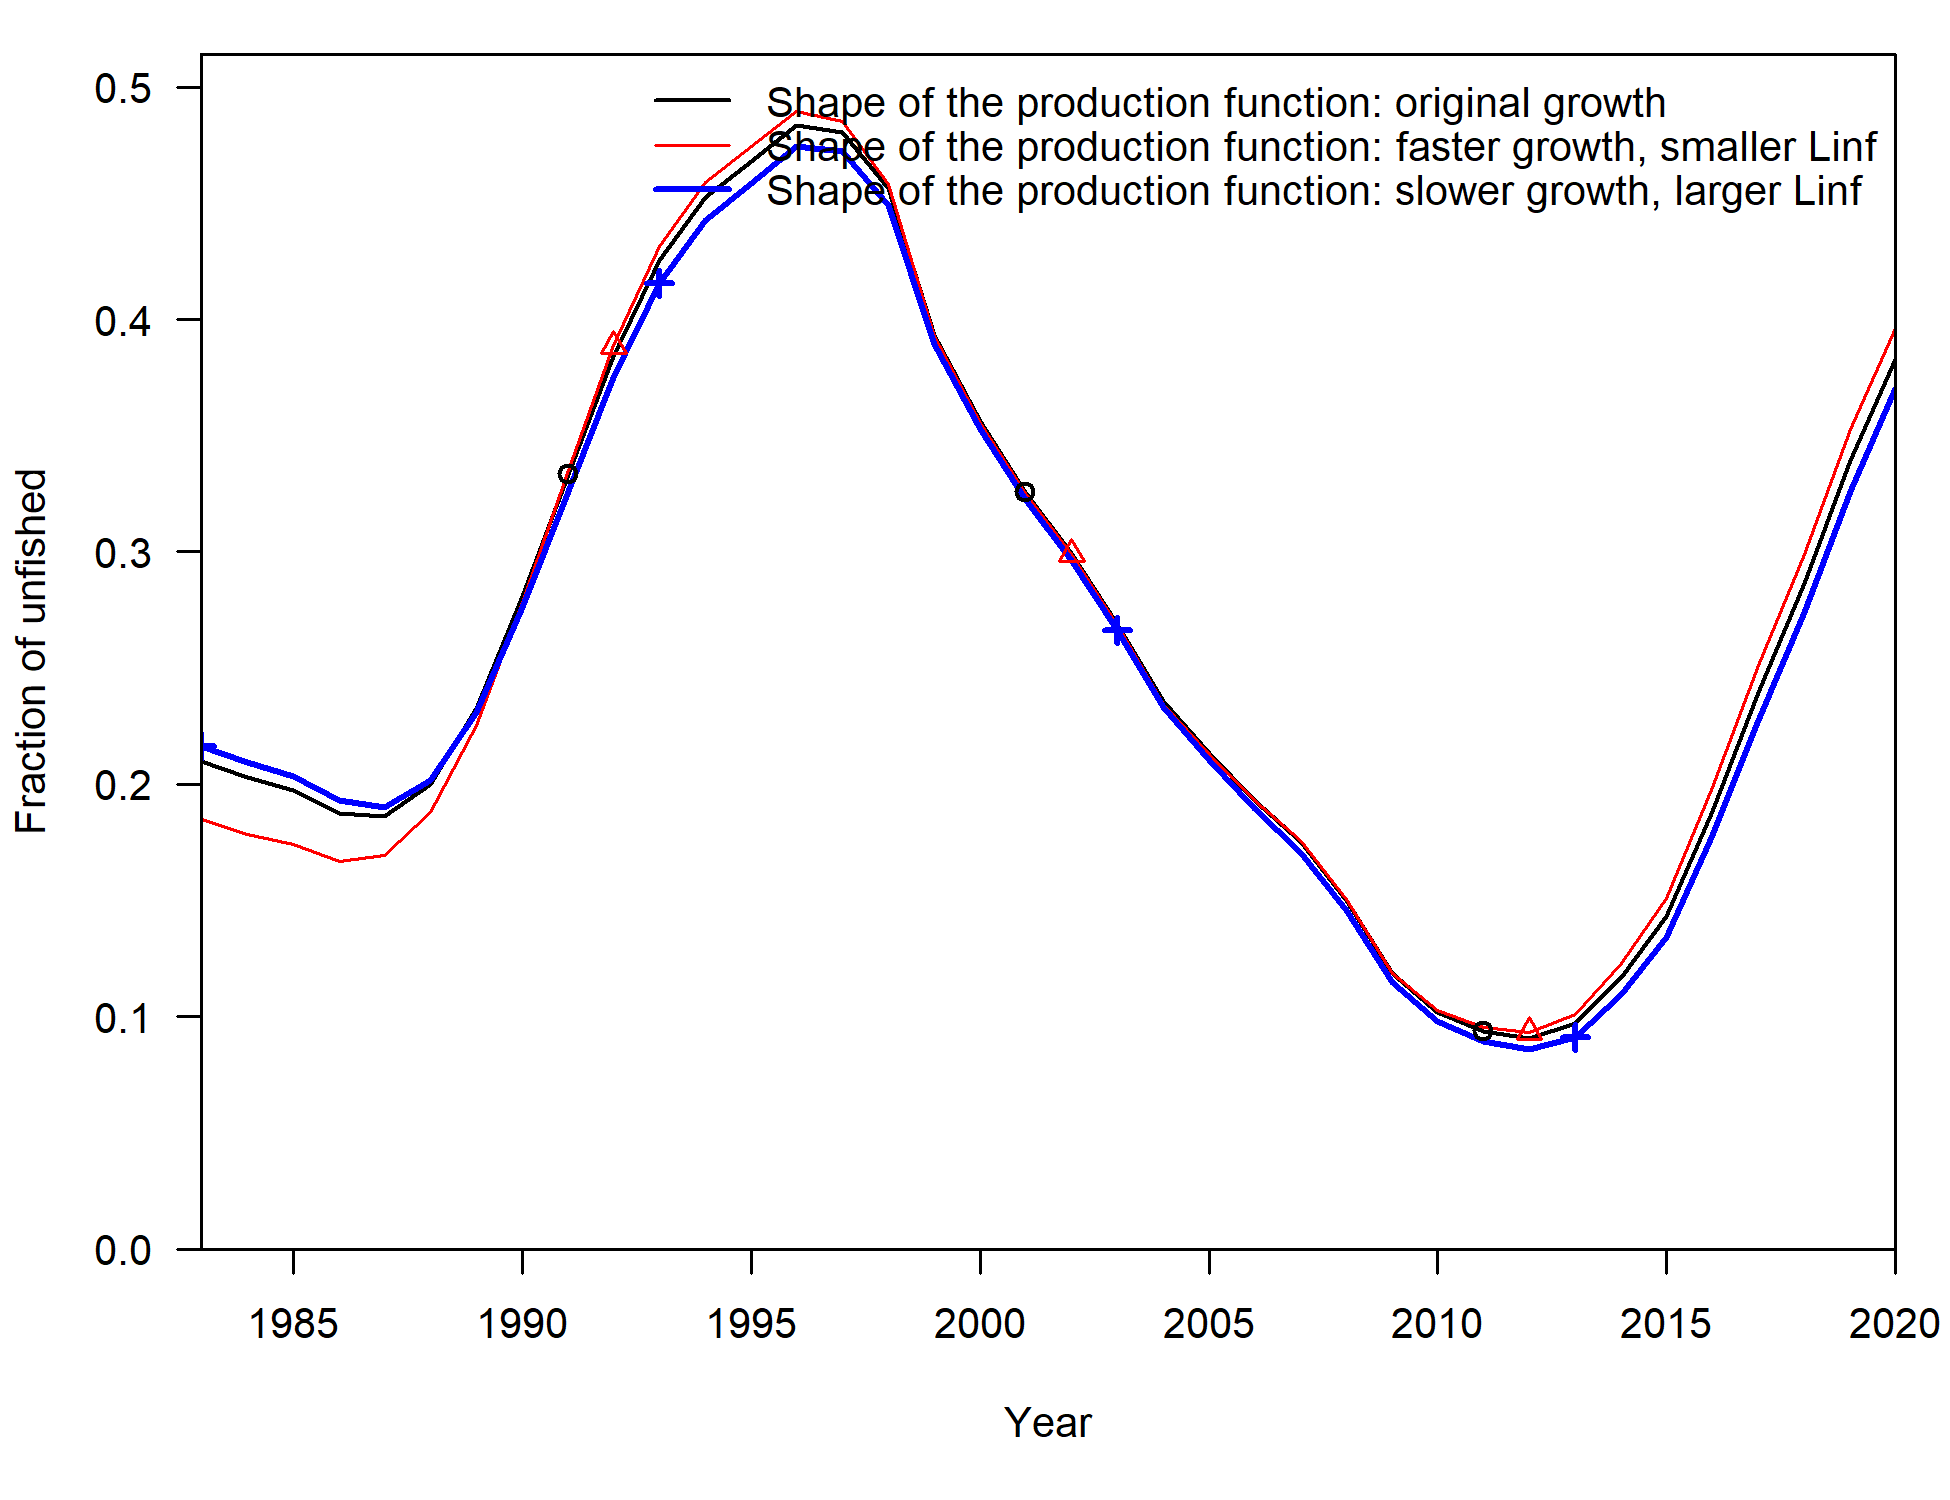 0.5
0.4
0.3
0.2
0.1
0.0
Fraction of unfished
Shape of the production function: original growth
Shape of the production function: faster growth, smaller Linf
Shape of the production function: slower growth, larger Linf
1985 1990 1995 2000 2005 2010 2015 2020
Year